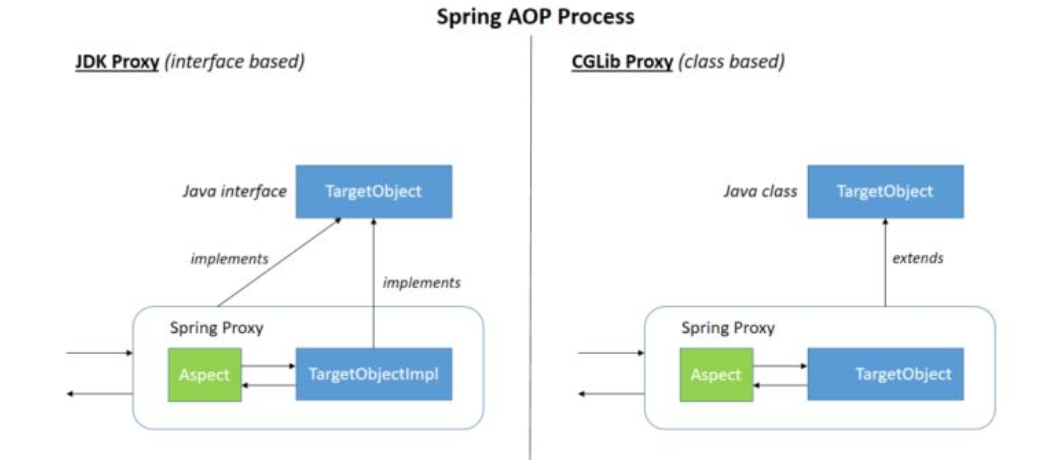 Spring AOP Process
JDK Proxy (interface based)
Java interface
TargetObject
implements
implements
Spring Proxy
Aspect
TargetObjectImpl
CGLib Proxy (class based)
Java class
TargetObject
extends
Spring Proxy
Aspect
TargetObject